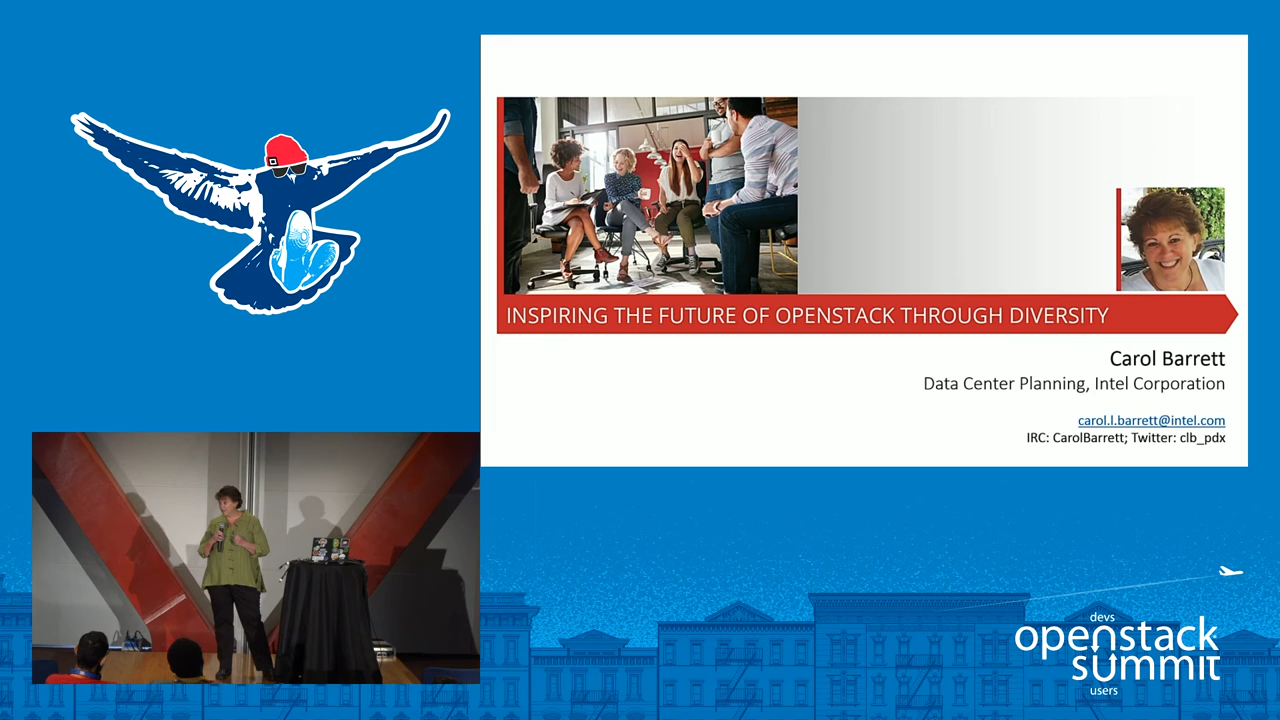 INSPIRING THE FUTURE OF OPENSTACK THROUGH DIVERSITY
Carol Barrett
Data Center Planning, Intel Corporation
carol.l.barrett@intel.com
IRC: CarolBarrett; Twitter: clb_pdx
devs
openstack
summit
users